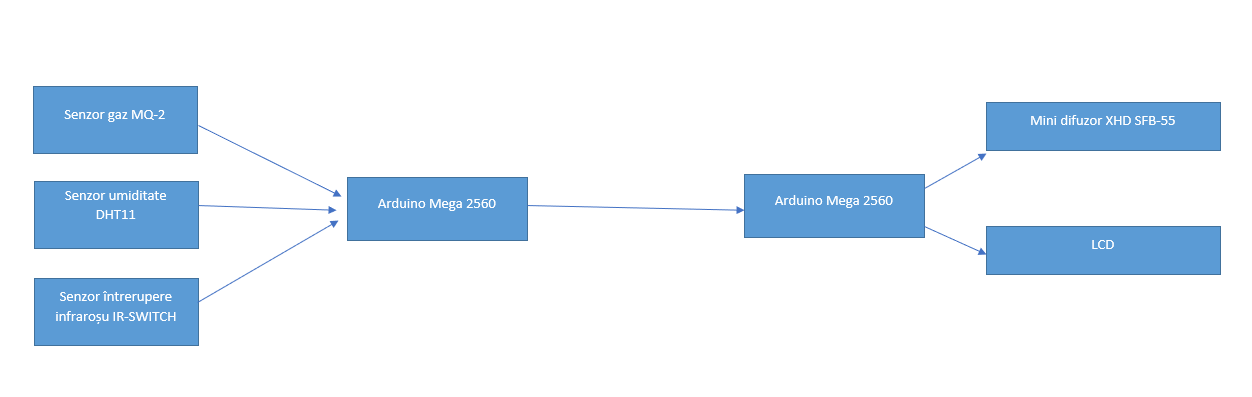 Senzor gaz MQ-2
Senzor umiditate
DHT11
Senzor întrerupere
infraroșu IR-SWITCH
Arduino Mega 2560
Arduino Mega 2560
Mini difuzor XHD SFB-55
LCD